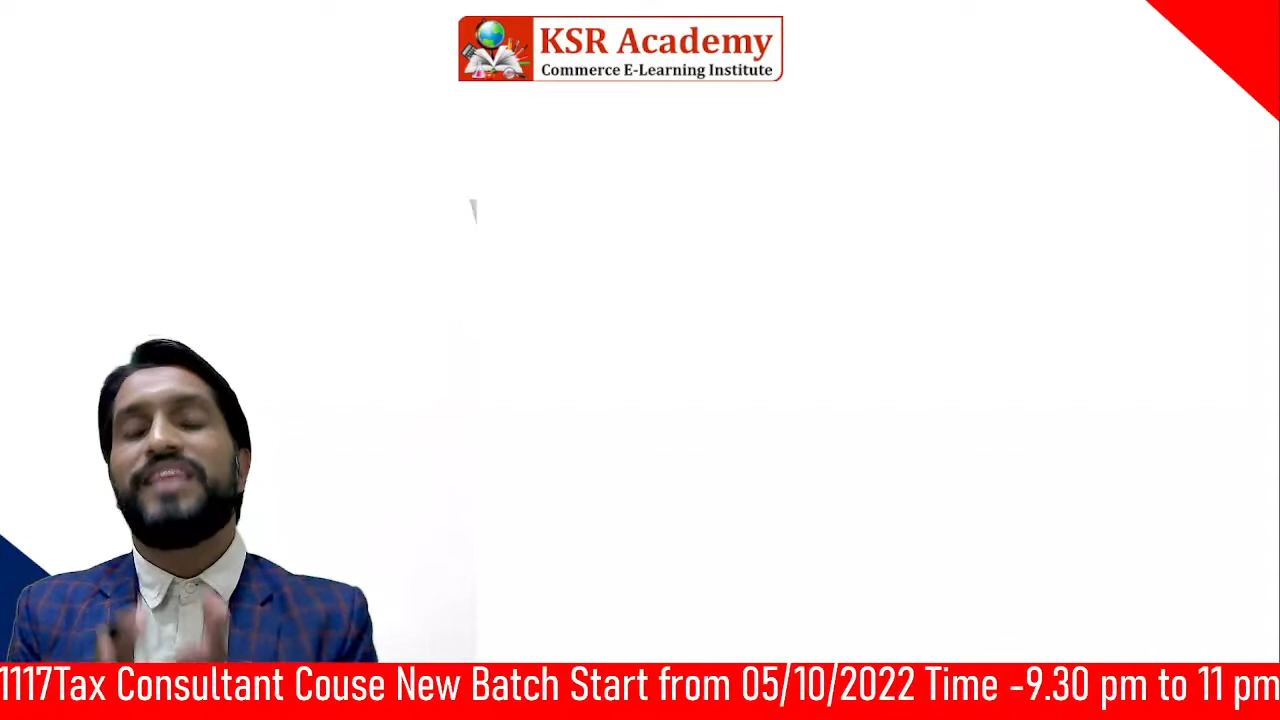 KSR Academy
Commerce E-Learning Institute
1117Tax Consultant Couse New Batch Start from 05/10/2022 Time -9.30 pm to 11 pm